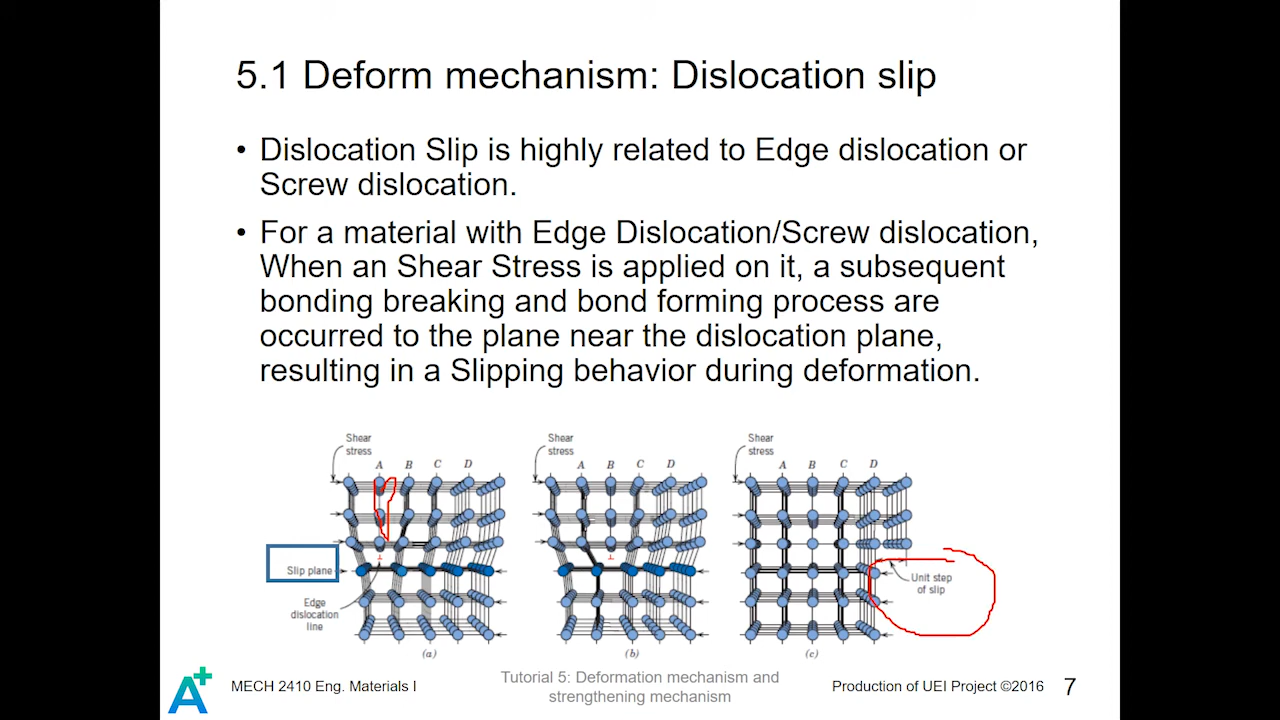 5.1 Deform mechanism: Dislocation slip
• Dislocation Slip is highly related to Edge dislocation or
Screw dislocation.
• For a material with Edge Dislocation/Screw dislocation,
When an Shear Stress is applied on it, a subsequent
bonding breaking and bond forming process are
occurred to the plane near the dislocation plane,
resulting in a Slipping behavior during deformation.
Shear
stress
A B C D
Slip plane
Edge
dislocation
line
(a)
Shear
stress
A B C D
(b)
Shear
stress
A B C D
Unit step
of slip
(c)
A+
MECH 2410 Eng. Materials I
Tutorial 5: Deformation mechanism and
strengthening mechanism
Production of UEI Project ©2016
7